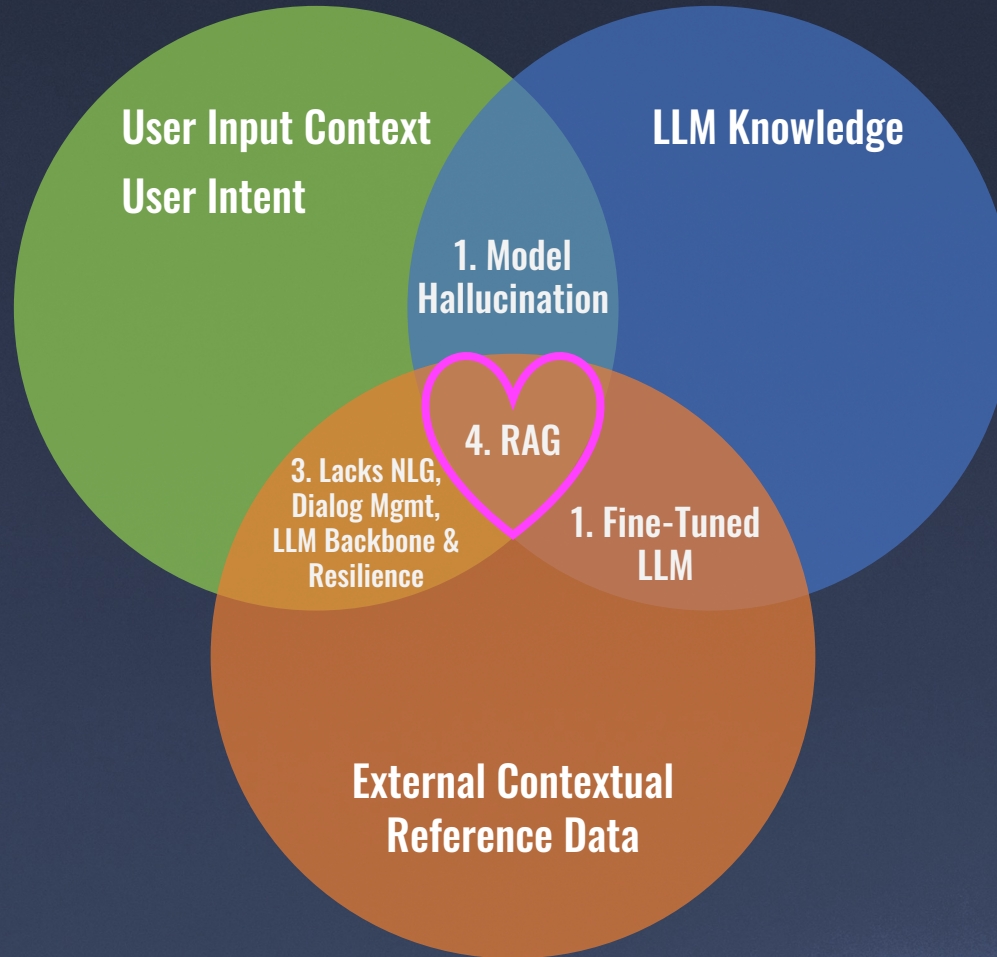 User Input Context
User Intent
LLM Knowledge
1. Model
Hallucination
4. RAG
3. Lacks NLG,
Dialog Mgmt,
LLM Backbone &
Resilience
1. Fine-Tuned
LLM
External Contextual
Reference Data